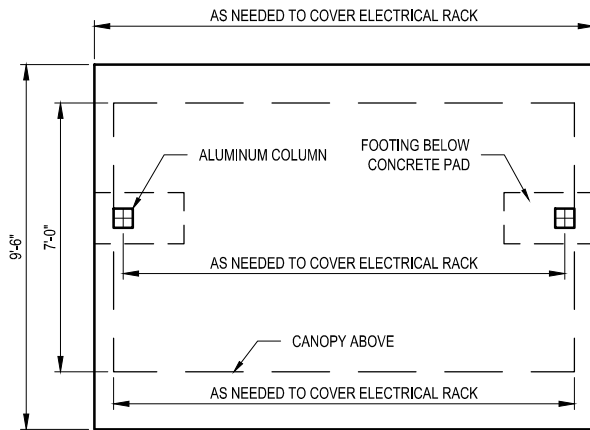 AS NEEDED TO COVER ELECTRICAL RACK
ALUMINUM COLUMN
FOOTING BELOW
CONCRETE PAD
9'-6"
7'-0"
AS NEEDED TO COVER ELECTRICAL RACK
CANOPY ABOVE
AS NEEDED TO COVER ELECTRICAL RACK